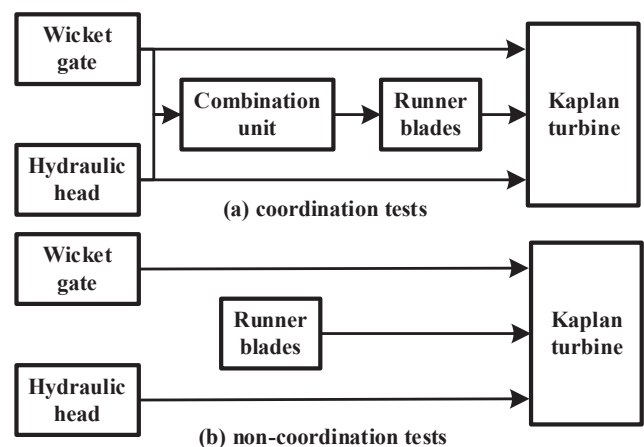 Wicket
gate
Combination
unit
Runner
blades
Kaplan
turbine
Hydraulic
head
(a) coordination tests
Wicket
gate
Runner
blades
Kaplan
turbine
Hydraulic
head
(b) non-coordination tests